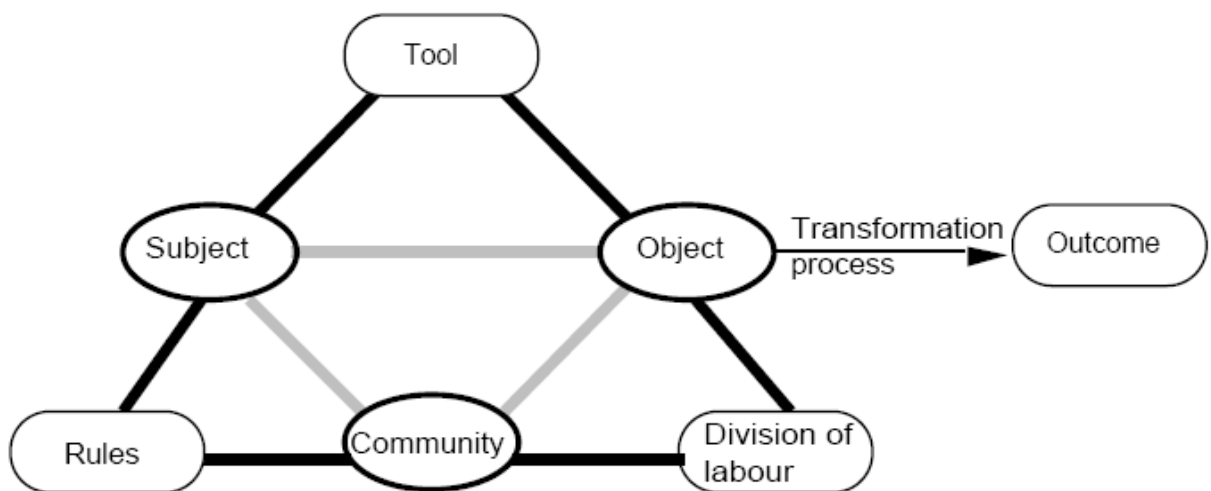 Tool
Subject
Object
Transformation
process
Outcome
Rules
Community
Division of
labour